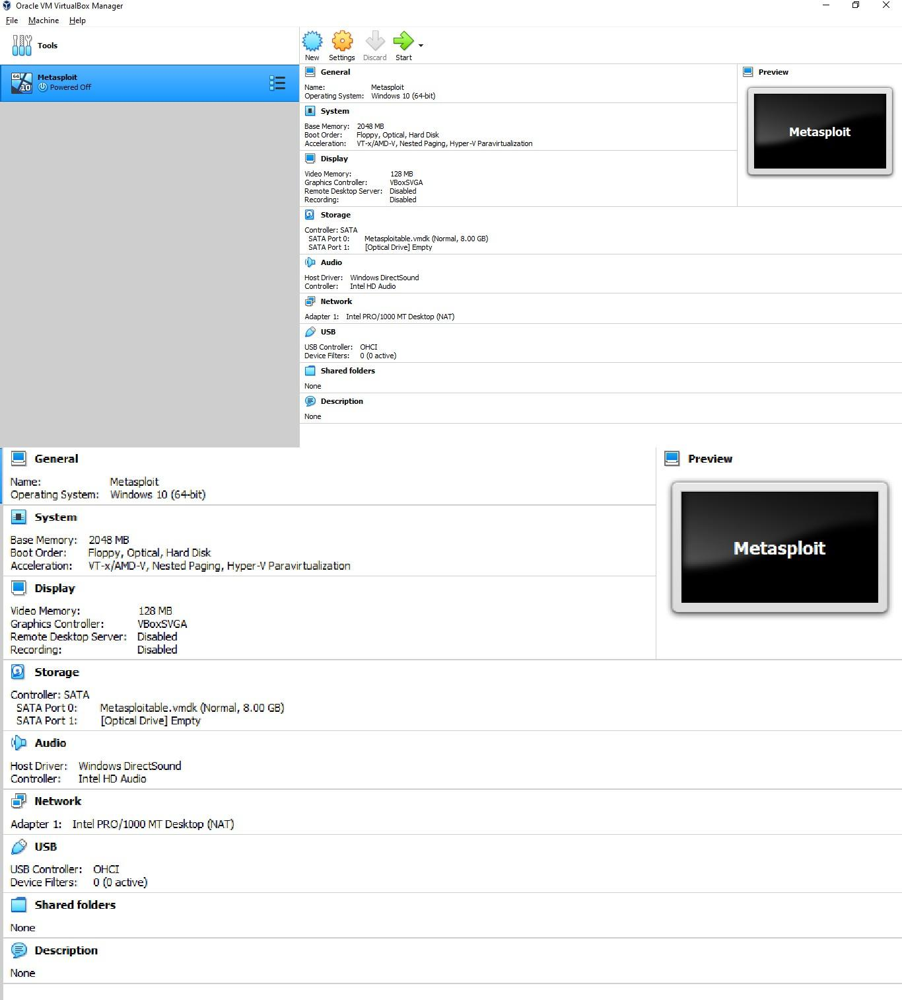 Oracle VM VirtualBox Manager
File Machine Help
Tools
New Settings Discard Start
64
10
Metasploit
Powered Off
General
Name: Metasploit
Operating System: Windows 10 (64-bit)
System
Base Memory: 2048 MB
Boot Order: Floppy, Optical, Hard Disk
Acceleration: VT-x/AMD-V, Nested Paging, Hyper-V Paravirtualization
Display
Video Memory: 128 MB
Graphics Controller: VBoxSVGA
Remote Desktop Server: Disabled
Recording: Disabled
Preview
Metasploit
Storage
Controller: SATA
SATA Port 0: Metasploitable.vmdk (Normal, 8.00 GB)
SATA Port 1: [Optical Drive] Empty
Audio
Host Driver: Windows DirectSound
Controller: Intel HD Audio
Network
Adapter 1: Intel PRO/1000 MT Desktop (NAT)
USB
USB Controller: OHCI
Device Filters: 0 (0 active)
Shared folders
None
Description
None
General
Name: Metasploit
Operating System: Windows 10 (64-bit)
System
Base Memory: 2048 MB
Boot Order: Floppy, Optical, Hard Disk
Acceleration: VT-x/AMD-V, Nested Paging, Hyper-V Paravirtualization
Display
Video Memory: 128 MB
Graphics Controller: VBoxSVGA
Remote Desktop Server: Disabled
Recording: Disabled
Preview
Metasploit
Storage
Controller: SATA
SATA Port 0: Metasploitable.vmdk (Normal, 8.00 GB)
SATA Port 1: [Optical Drive] Empty
Audio
Host Driver: Windows DirectSound
Controller: Intel HD Audio
Network
Adapter 1: Intel PRO/1000 MT Desktop (NAT)
USB
USB Controller: OHCI
Device Filters: 0 (0 active)
Shared folders
None
Description
None